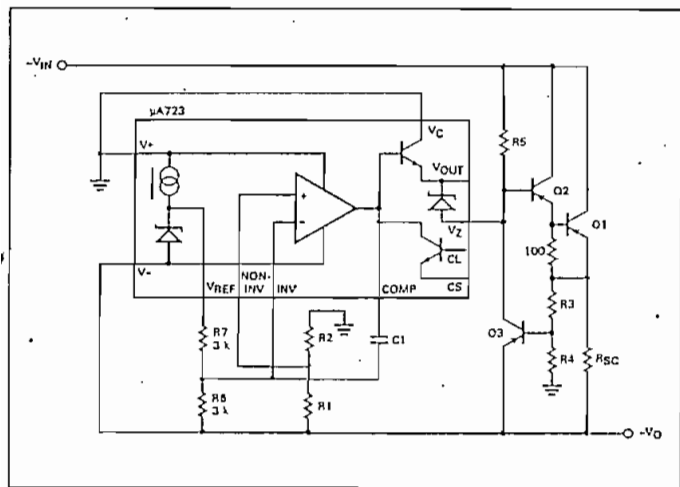 -VIN
µA723
V+
VC
VOUT
VZ
R5
Q2
Q1
100
CL
CS
V-
VREF
NON-
INV
INV
COMP
R7
3 k
R2
C1
Q3
R3
R4
RSC
R6
3 k
R1
-VO